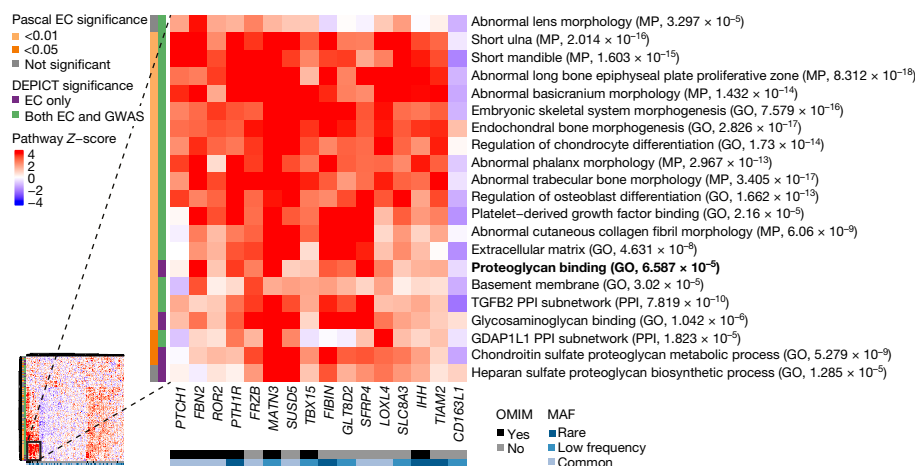 Pascal EC significance
<0.01
<0.05
Not significant
DEPICT significance
EC only
Both EC and GWAS
Pathway Z-score
4
2
0
−2
−4
Abnormal lens morphology (MP, 3.297 × 10⁻⁵)
Short ulna (MP, 2.014 × 10⁻¹⁶)
Short mandible (MP, 1.603 × 10⁻¹⁵)
Abnormal long bone epiphyseal plate proliferative zone (MP, 8.312 × 10⁻¹⁸)
Abnormal basicranium morphology (MP, 1.432 × 10⁻¹⁴)
Embryonic skeletal system morphogenesis (GO, 7.579 × 10⁻¹⁶)
Endochondral bone morphogenesis (GO, 2.826 × 10⁻¹⁷)
Regulation of chondrocyte differentiation (GO, 1.73 × 10⁻¹⁴)
Abnormal phalanx morphology (MP, 2.967 × 10⁻¹³)
Abnormal trabecular bone morphology (MP, 3.405 × 10⁻¹⁷)
Regulation of osteoblast differentiation (GO, 1.662 × 10⁻¹³)
Platelet–derived growth factor binding (GO, 2.16 × 10⁻⁵)
Abnormal cutaneous collagen fibril morphology (MP, 6.06 × 10⁻⁹)
Extracellular matrix (GO, 4.631 × 10⁻⁸)
Proteoglycan binding (GO, 6.587 × 10⁻⁵)
Basement membrane (GO, 3.02 × 10⁻⁵)
TGFB2 PPI subnetwork (PPI, 7.819 × 10⁻¹⁰)
Glycosaminoglycan binding (GO, 1.042 × 10⁻⁶)
GDAP1L1 PPI subnetwork (PPI, 1.823 × 10⁻⁵)
Chondroitin sulfate proteoglycan metabolic process (GO, 5.279 × 10⁻⁹)
Heparan sulfate proteoglycan biosynthetic process (GO, 1.285 × 10⁻⁵)
PTCH1
FBN2
ROR2
PTH1R
FRZB
MATN3
SUSD5
TBX15
FIBIN
GLT8D2
SFRP4
LOXL4
SLC8A3
IHH
TIAM2
CD163L1
OMIM
Yes
No
MAF
Rare
Low frequency
Common